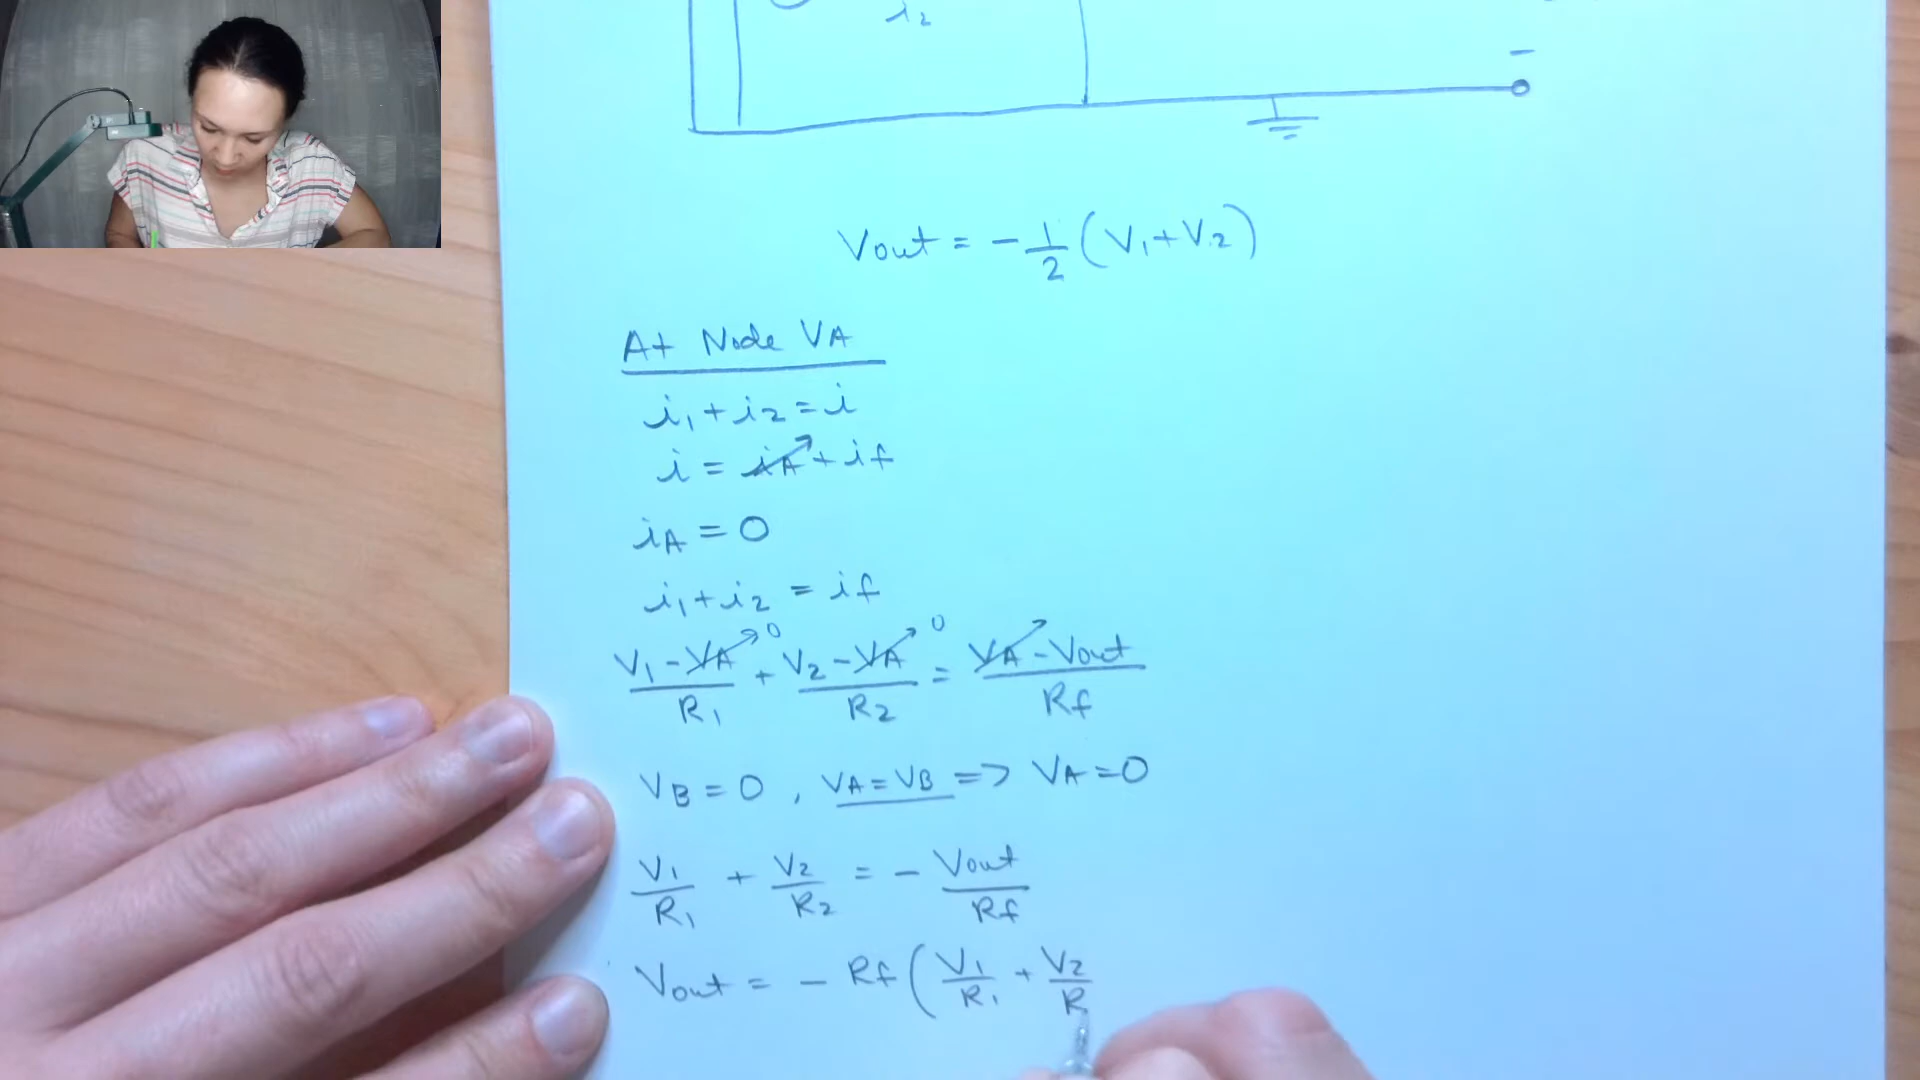 i2
-
Vout = - 1/2 (V1 + V2)
At Node VA
i1 + i2 = i
i = iA + if
iA = 0
i1 + i2 = if
(V1 - VA)/R1 →0 + (V2 - VA)/R2 →0 = (VA - Vout)/Rf
VB = 0 , VA = VB => VA = 0
V1/R1 + V2/R2 = - Vout/Rf
Vout = - Rf ( V1/R1 + V2/R